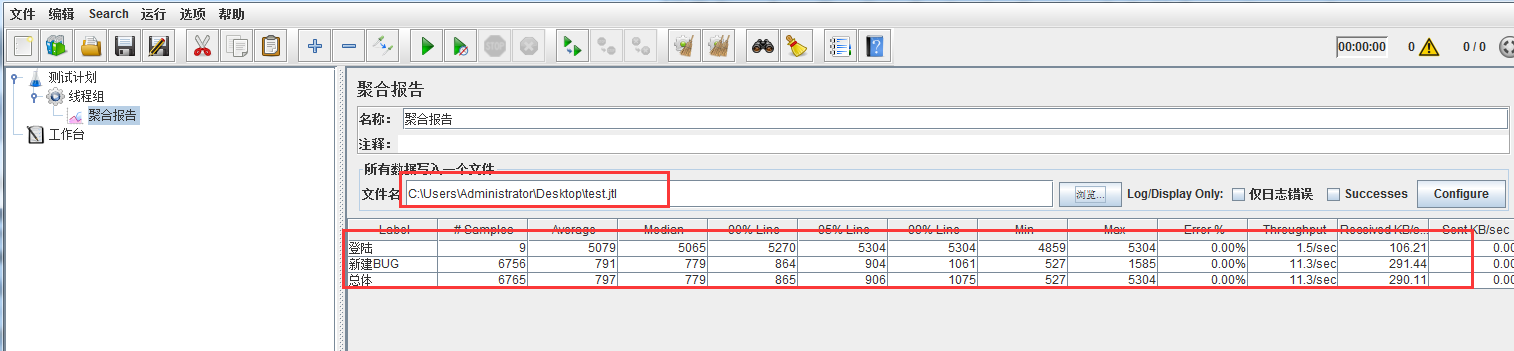 文件 编辑 Search 运行 选项 帮助
00:00:00 0 0 / 0
测试计划
线程组
聚合报告
工作台
聚合报告
名称： 聚合报告
注释：
所有数据写入一个文件
文件名 C:\Users\Administrator\Desktop\test.jtl 浏览... Log/Display Only: 仅日志错误 Successes Configure
Label # Samples Average Median 90% Line 95% Line 99% Line Min Max Error % Throughput Received KB/s... Sent KB/sec
登陆 9 5079 5065 5270 5304 5304 4859 5304 0.00% 1.5/sec 106.21 0.00
新建BUG 6756 791 779 864 904 1061 527 1585 0.00% 11.3/sec 291.44 0.00
总体 6765 797 779 865 906 1075 527 5304 0.00% 11.3/sec 290.11 0.00